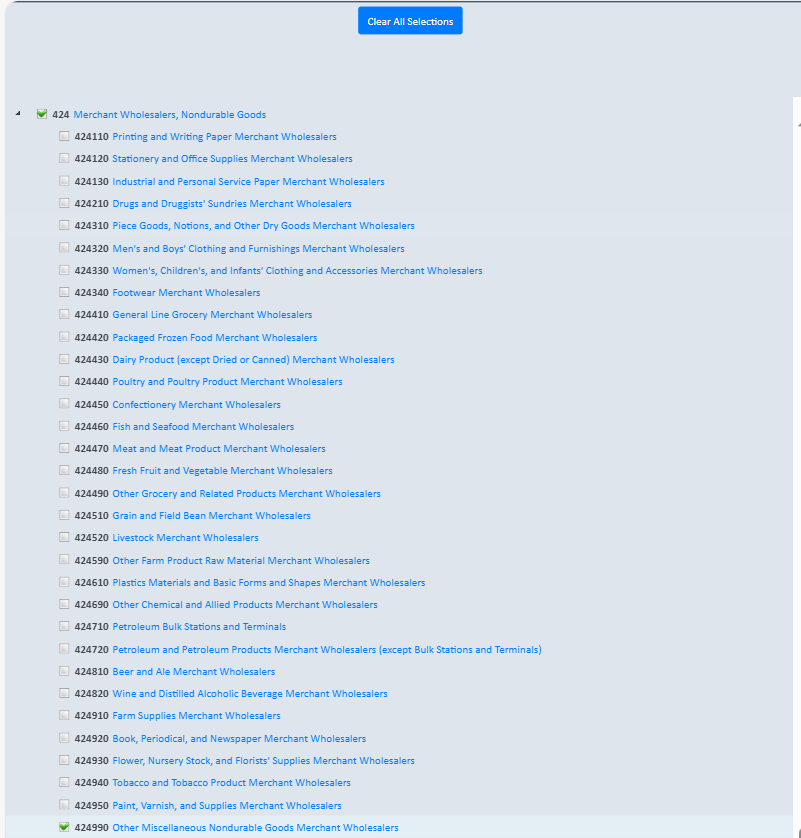 Clear All Selections
424 Merchant Wholesalers, Nondurable Goods
424110 Printing and Writing Paper Merchant Wholesalers
424120 Stationery and Office Supplies Merchant Wholesalers
424130 Industrial and Personal Service Paper Merchant Wholesalers
424210 Drugs and Druggists' Sundries Merchant Wholesalers
424310 Piece Goods, Notions, and Other Dry Goods Merchant Wholesalers
424320 Men's and Boys' Clothing and Furnishings Merchant Wholesalers
424330 Women's, Children's, and Infants' Clothing and Accessories Merchant Wholesalers
424340 Footwear Merchant Wholesalers
424410 General Line Grocery Merchant Wholesalers
424420 Packaged Frozen Food Merchant Wholesalers
424430 Dairy Product (except Dried or Canned) Merchant Wholesalers
424440 Poultry and Poultry Product Merchant Wholesalers
424450 Confectionery Merchant Wholesalers
424460 Fish and Seafood Merchant Wholesalers
424470 Meat and Meat Product Merchant Wholesalers
424480 Fresh Fruit and Vegetable Merchant Wholesalers
424490 Other Grocery and Related Products Merchant Wholesalers
424510 Grain and Field Bean Merchant Wholesalers
424520 Livestock Merchant Wholesalers
424590 Other Farm Product Raw Material Merchant Wholesalers
424610 Plastics Materials and Basic Forms and Shapes Merchant Wholesalers
424690 Other Chemical and Allied Products Merchant Wholesalers
424710 Petroleum Bulk Stations and Terminals
424720 Petroleum and Petroleum Products Merchant Wholesalers (except Bulk Stations and Terminals)
424810 Beer and Ale Merchant Wholesalers
424820 Wine and Distilled Alcoholic Beverage Merchant Wholesalers
424910 Farm Supplies Merchant Wholesalers
424920 Book, Periodical, and Newspaper Merchant Wholesalers
424930 Flower, Nursery Stock, and Florists' Supplies Merchant Wholesalers
424940 Tobacco and Tobacco Product Merchant Wholesalers
424950 Paint, Varnish, and Supplies Merchant Wholesalers
424990 Other Miscellaneous Nondurable Goods Merchant Wholesalers